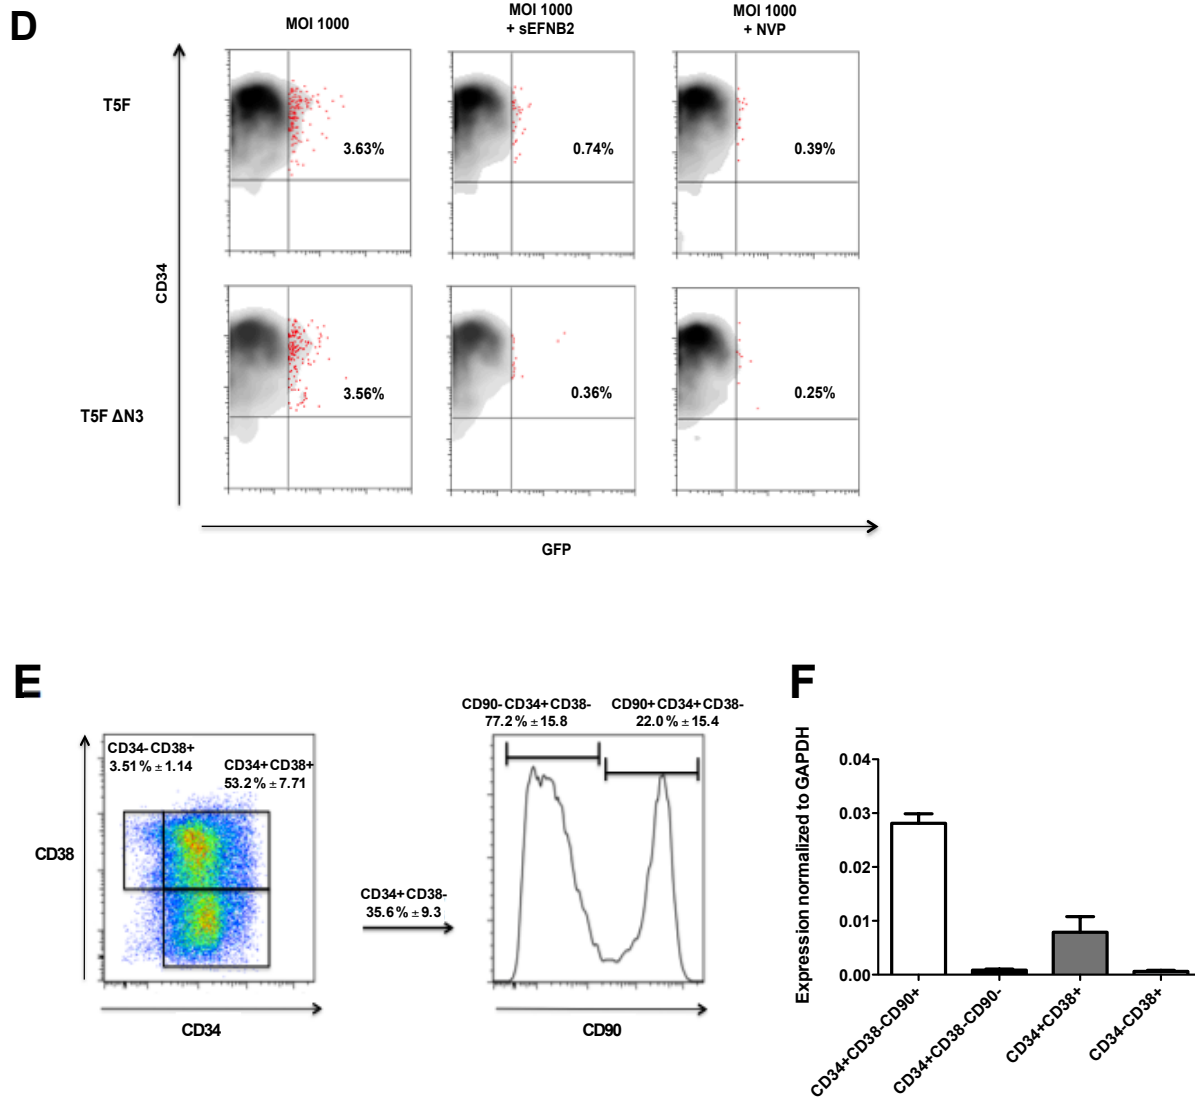 D
MOI 1000
MOI 1000
+ sEFNB2
MOI 1000
+ NVP
T5F
3.63%
0.74%
0.39%
CD34
T5F ΔN3
3.56%
0.36%
0.25%
GFP
E
CD34-CD38+
3.51%±1.14
CD34+CD38+
53.2%±7.71
CD38
CD34
CD34+CD38-
35.6%±9.3
CD90-CD34+CD38-
77.2%±15.8
CD90+CD34+CD38-
22.0%±15.4
CD90
F
Expression normalized to GAPDH
0.04
0.03
0.02
0.01
0.00
CD34+CD38-CD90+
CD34+CD38-CD90-
CD34+CD38+
CD34-CD38+